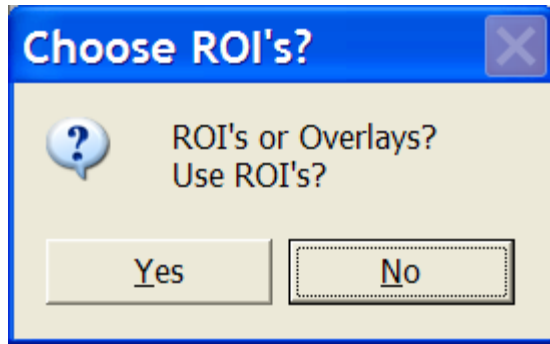 Choose ROI's?
ROI's or Overlays?
Use ROI's?
Yes
No